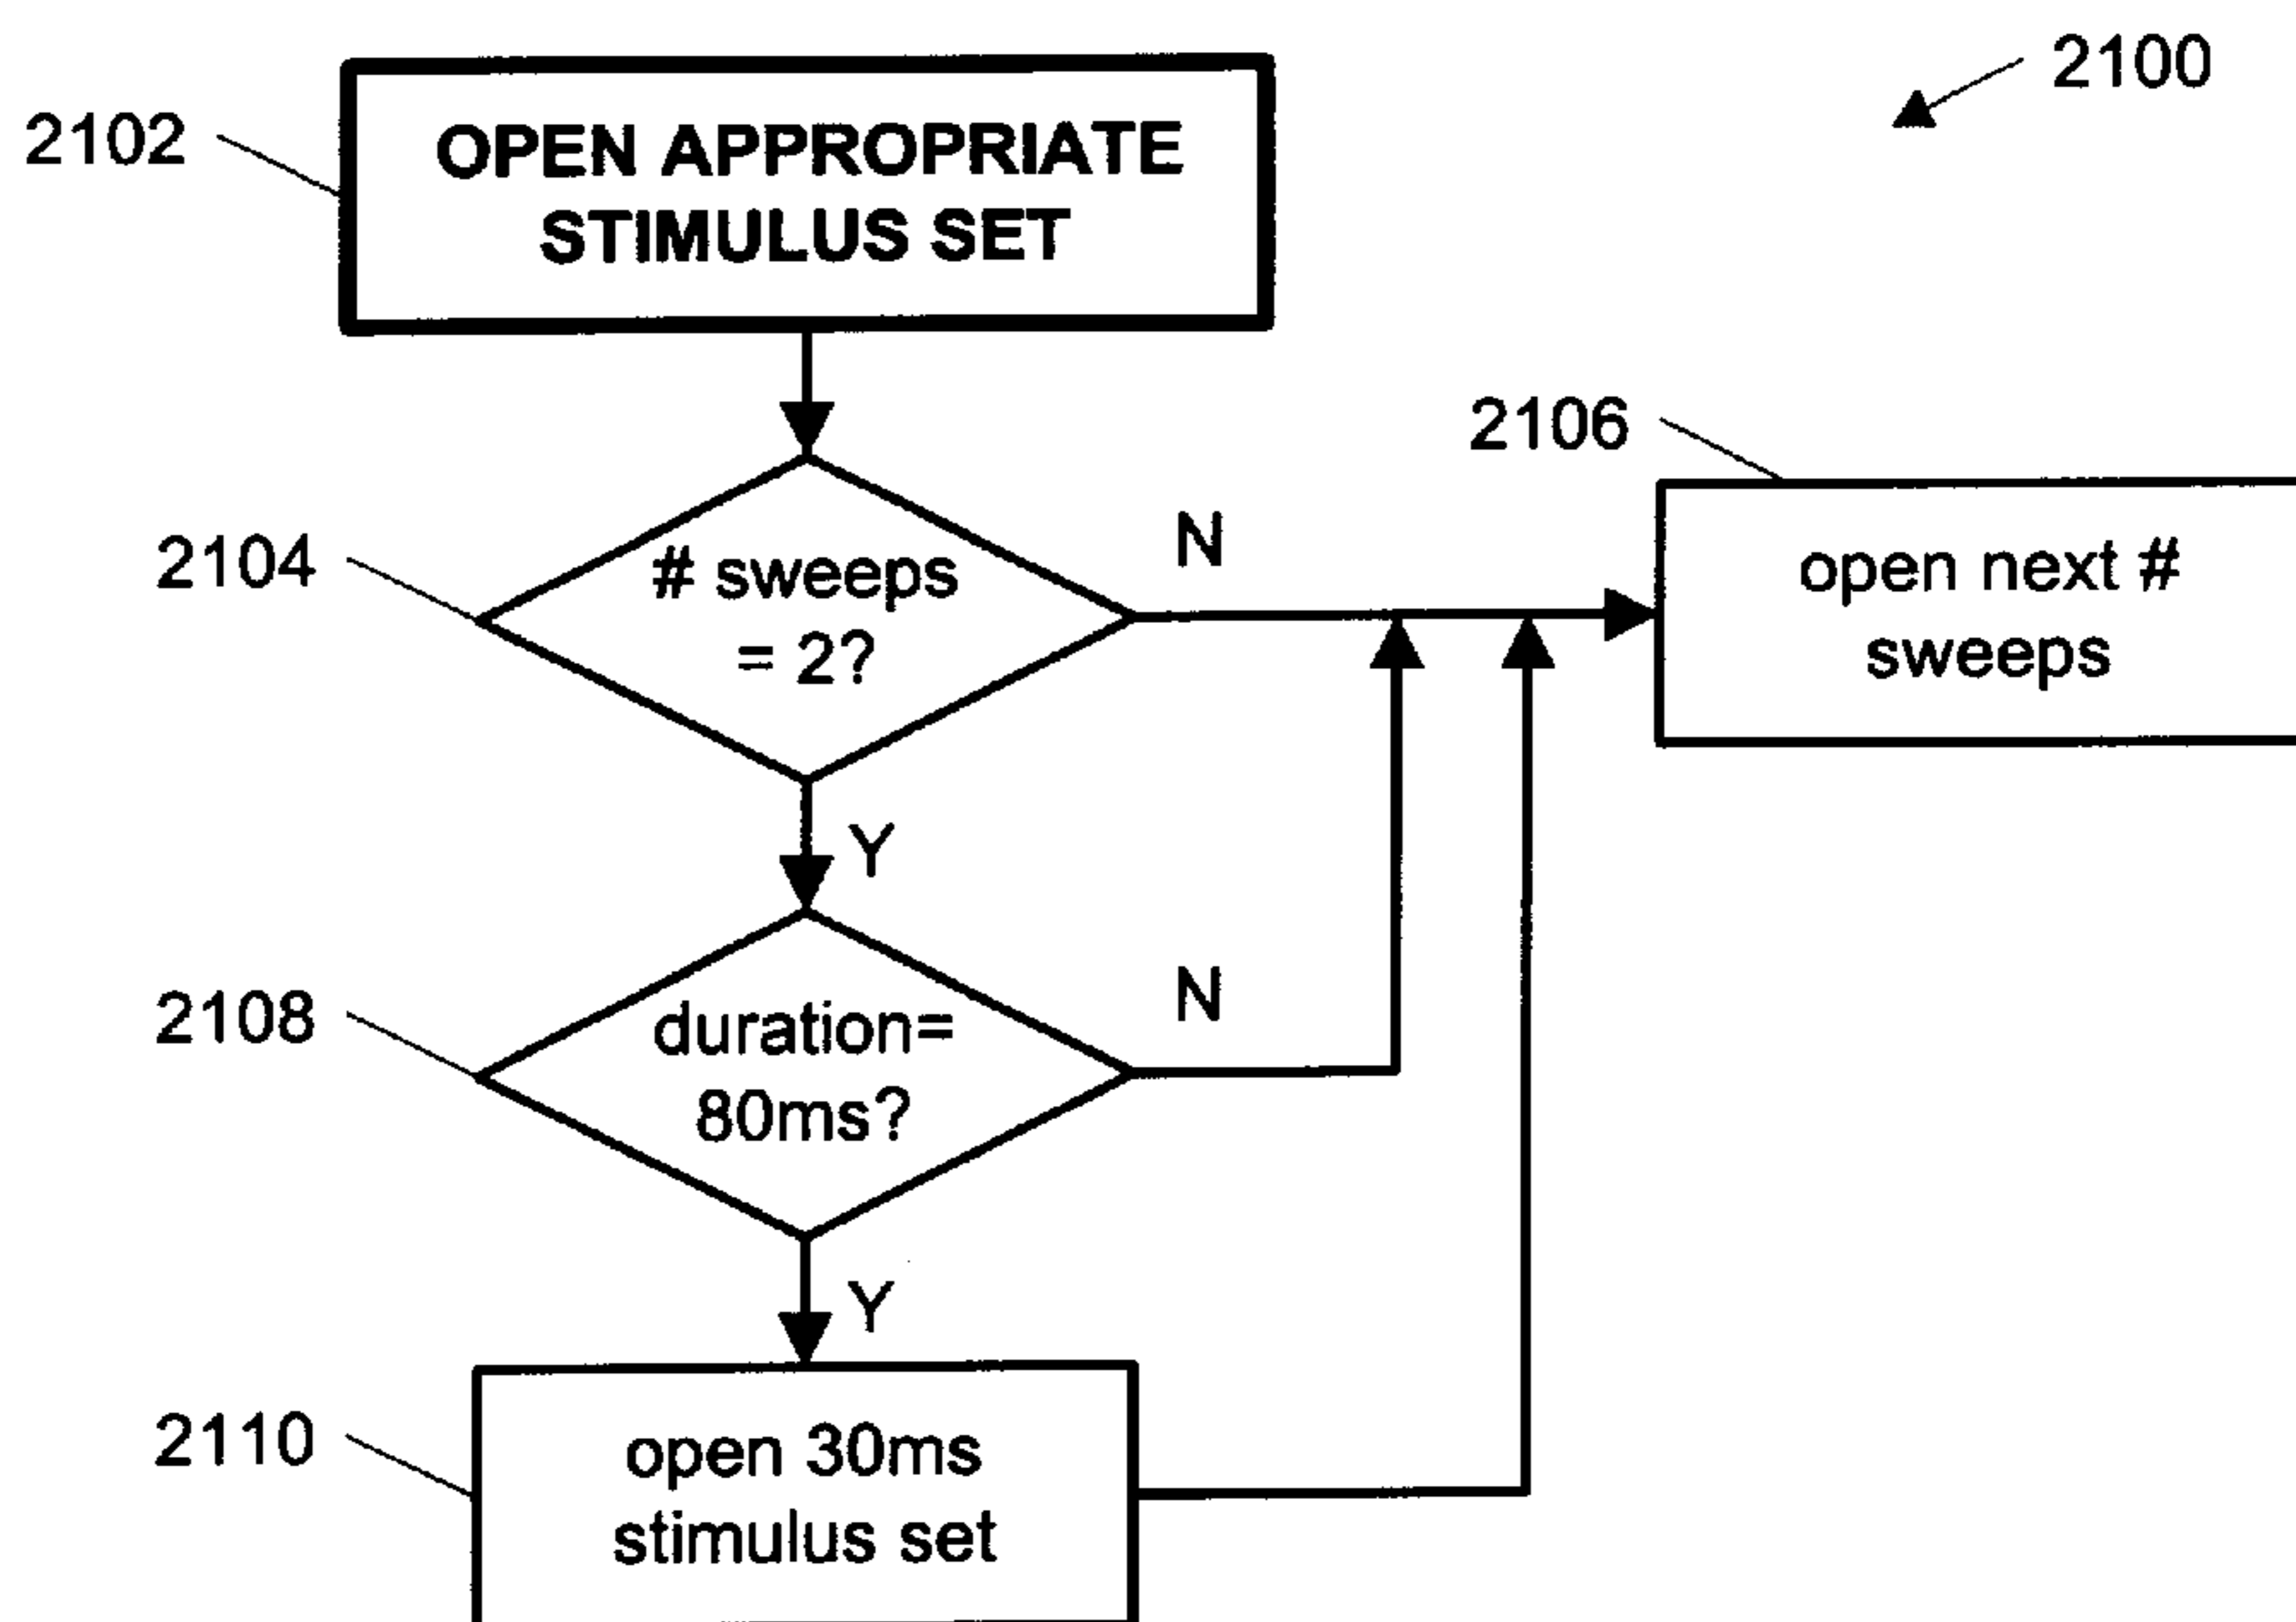 2100
2102
OPEN APPROPRIATE
STIMULUS SET
2106
2104
# sweeps
= 2?
N
open next #
sweeps
Y
2108
duration=
80ms?
N
Y
2110
open 30ms
stimulus set